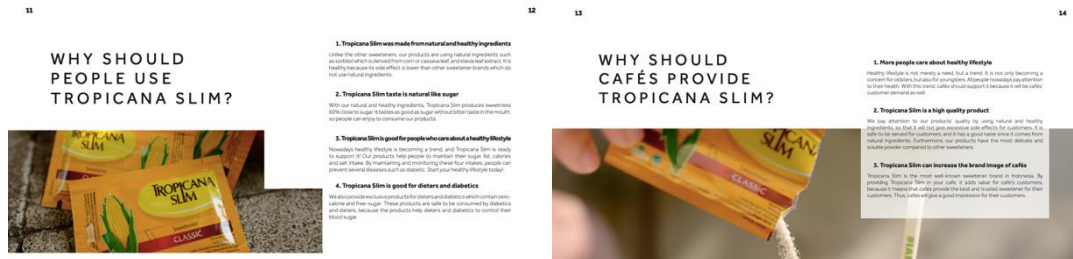 11
12
WHY SHOULD
PEOPLE USE
TROPICANA SLIM?
1. Tropicana Slim was made from natural and healthy ingredients
Unlike the other sweeteners, our products are using natural ingredients such
as sorbitol which is derived from corn or cassava leaf, and stevia leaf extract. It is
healthy because its side effect is lower than other sweetener brands which do
not use natural ingredients.
2. Tropicana Slim taste is natural like sugar
With our natural and healthy ingredients, Tropicana Slim produces sweetness
60% close to sugar. It tastes as good as sugar without bitter taste in the mouth,
so people can enjoy to consume our products.
3. Tropicana Slim is good for people who care about a healthy lifestyle
Nowadays healthy lifestyle is becoming a trend, and Tropicana Slim is ready
to support it! Our products help people to maintain their sugar, fat, calories
and salt intake. By maintaining and monitoring these four intakes, people can
prevent several diseases such as diabetic. Start your healthy lifestyle today!
4. Tropicana Slim is good for dieters and diabetics
We also provide exclusive products for dieters and diabetics which contain zero-
calorie and free-sugar. These products are safe to be consumed by diabetics
and dieters, because the products help dieters and diabetics to control their
blood sugar.
TROPICANA
SLIM
Sweetener
CLASSIC
13
14
WHY SHOULD
CAFÉS PROVIDE
TROPICANA SLIM?
1. More people care about healthy lifestyle
Healthy lifestyle is not merely a need, but a trend. It is not only becoming a
concern for oldsters, but also for youngsters. All people nowadays pay attention
to their health. With this trend, cafés should support it because it will be cafés'
customer demand as well.
2. Tropicana Slim is a high quality product
We pay attention to our products' quality by using natural and healthy
ingredients, so that it will not give excessive side effects for customers. It is
safe to be served for customers, and it has a good taste since it comes from
natural ingredients. Furthermore, our products have the most delicate and
soluble powder compared to other sweeteners.
3. Tropicana Slim can increase the brand image of cafés
Tropicana Slim is the most well-known sweetener brand in Indonesia. By
providing Tropicana Slim in your cafe, it adds value for café's customers,
because it means that cafés provide the best and trusted sweetener for their
customers. Thus, cafes will give a good impression for their customers.
CLASSIC